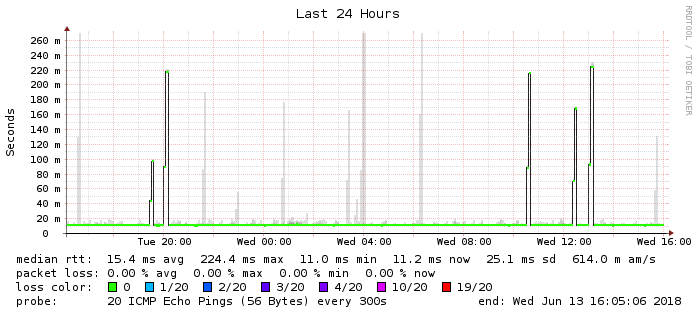 Last 24 Hours
RRDTOOL / TOBI OETIKER
Seconds
260 m
240 m
220 m
200 m
180 m
160 m
140 m
120 m
100 m
80 m
60 m
40 m
20 m
0
Tue 20:00 Wed 00:00 Wed 04:00 Wed 08:00 Wed 12:00 Wed 16:00
median rtt: 15.4 ms avg 224.4 ms max 11.0 ms min 11.2 ms now 25.1 ms sd 614.0 m am/s
packet loss: 0.00 % avg 0.00 % max 0.00 % min 0.00 % now
loss color: 0 1/20 2/20 3/20 4/20 10/20 19/20
probe: 20 ICMP Echo Pings (56 Bytes) every 300s end: Wed Jun 13 16:05:06 2018